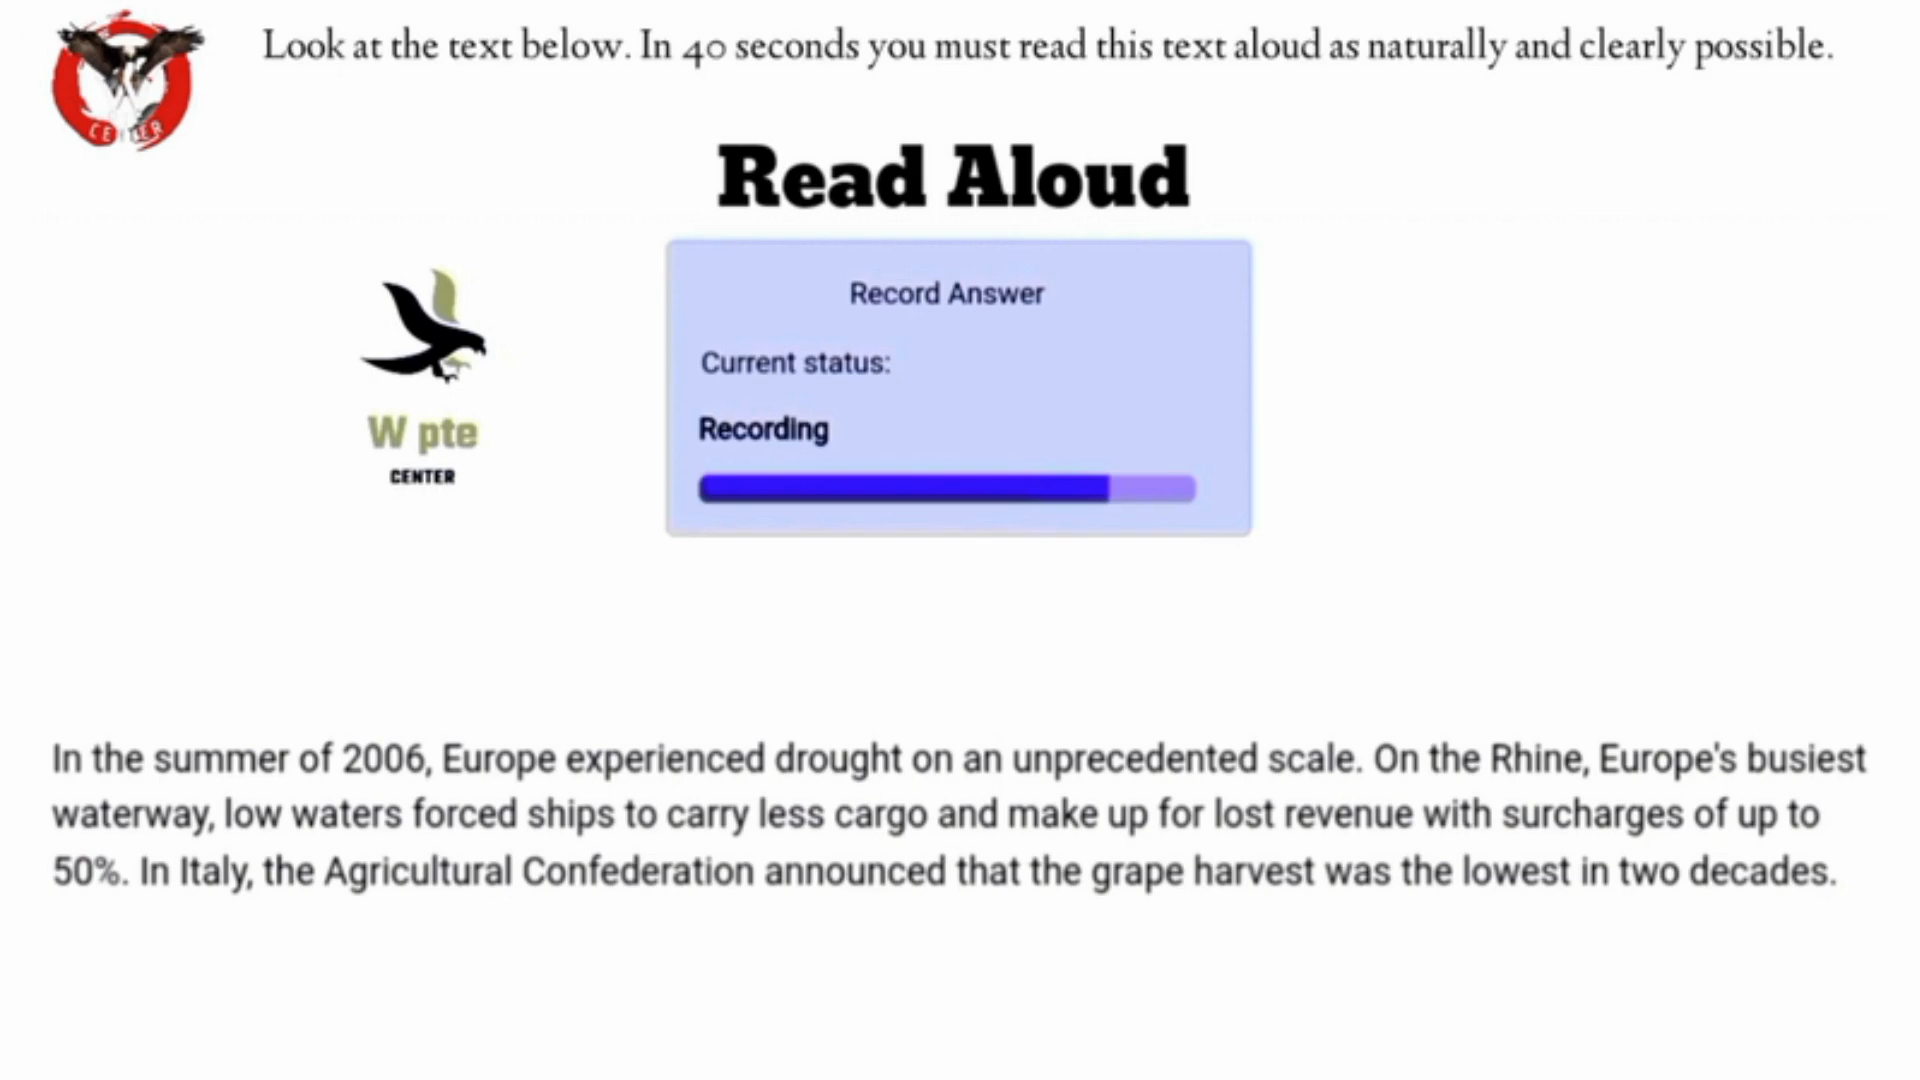 Look at the text below. In 40 seconds you must read this text aloud as naturally and clearly possible.
CENTER
Read Aloud
Record Answer
Current status:
Recording
W pte
CENTER
In the summer of 2006, Europe experienced drought on an unprecedented scale. On the Rhine, Europe's busiest
waterway, low waters forced ships to carry less cargo and make up for lost revenue with surcharges of up to
50%. In Italy, the Agricultural Confederation announced that the grape harvest was the lowest in two decades.